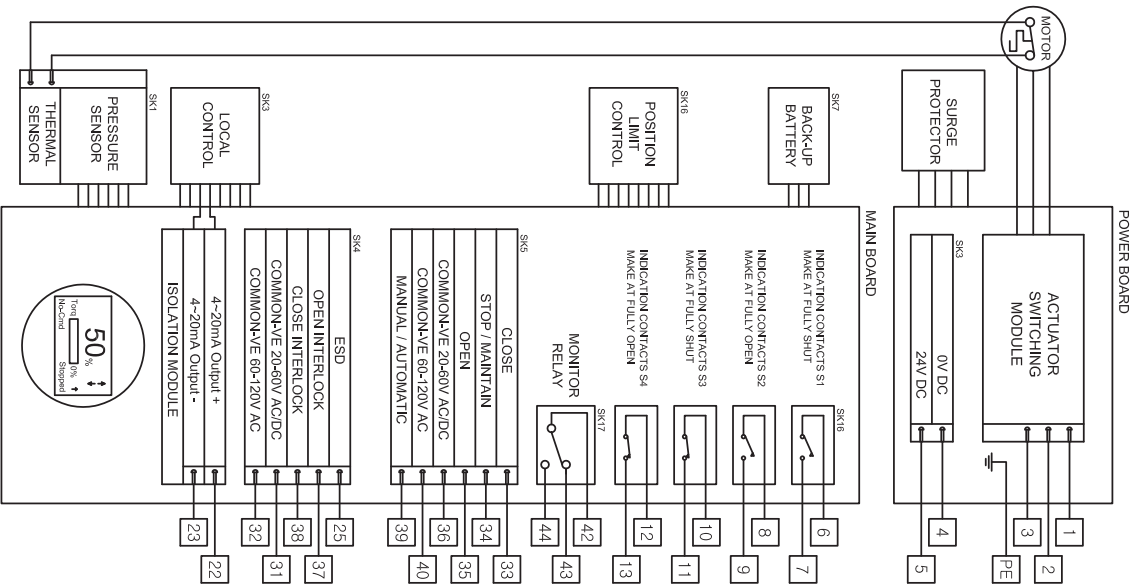 POWER BOARD
MOTOR
ACTUATOR
SWITCHING
MODULE
1
2
3
PE
SURGE
PROTECTOR
SK3
0V DC
24V DC
4
5
MAIN BOARD
SK7
BACK-UP
BATTERY
INDICATION CONTACTS S1
MAKE AT FULLY SHUT
SK16
6
7
INDICATION CONTACTS S2
MAKE AT FULLY OPEN
8
9
SK16
POSITION
LIMIT
CONTROL
INDICATION CONTACTS S3
MAKE AT FULLY SHUT
10
11
INDICATION CONTACTS S4
MAKE AT FULLY OPEN
12
13
MONITOR
RELAY
SK17
42
43
44
SK5
CLOSE
STOP / MAINTAIN
OPEN
COMMON-VE 20-60V AC/DC
COMMON-VE 60-120V AC
MANUAL / AUTOMATIC
33
34
35
36
40
39
SK4
ESD
OPEN INTERLOCK
CLOSE INTERLOCK
COMMON-VE 20-60V AC/DC
COMMON-VE 60-120V AC
25
37
38
31
32
SK3
LOCAL
CONTROL
4~20mA Output +
4~20mA Output -
ISOLATION MODULE
22
23
SK1
PRESSURE
SENSOR
THERMAL
SENSOR
50%
Torq 0%
No-Cmd Stopped